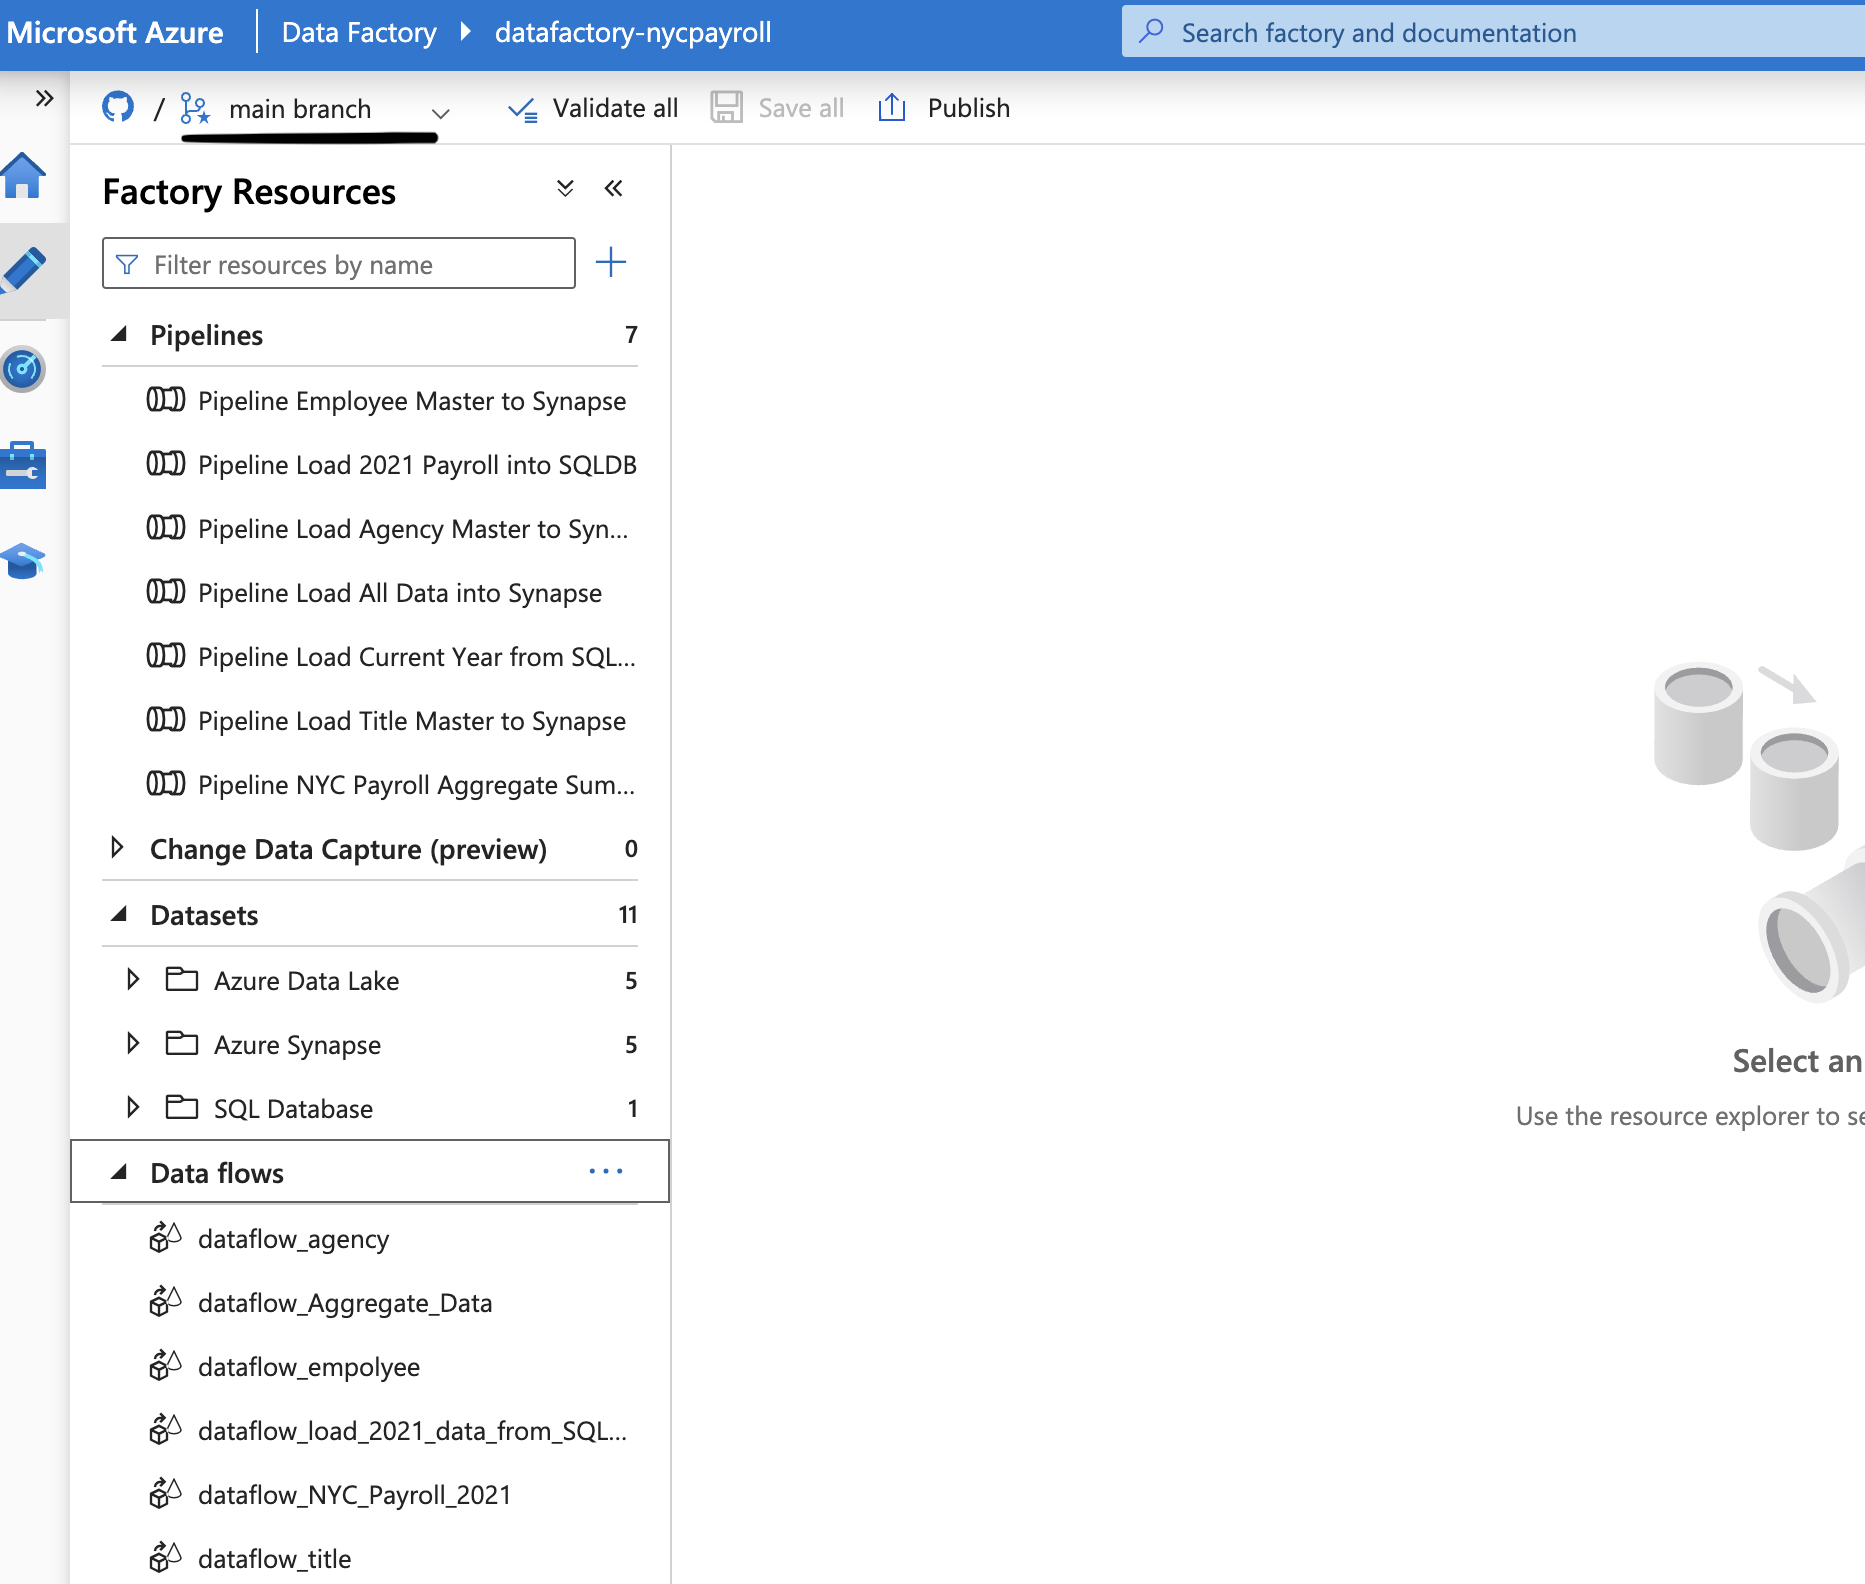 Microsoft Azure Data Factory datafactory-nycpayroll Search factory and documentation
/ main branch Validate all Save all Publish
Factory Resources
Filter resources by name
Pipelines 7
Pipeline Employee Master to Synapse
Pipeline Load 2021 Payroll into SQLDB
Pipeline Load Agency Master to Syn...
Pipeline Load All Data into Synapse
Pipeline Load Current Year from SQL...
Pipeline Load Title Master to Synapse
Pipeline NYC Payroll Aggregate Sum...
Change Data Capture (preview) 0
Datasets 11
Azure Data Lake 5
Azure Synapse 5
SQL Database 1
Data flows ...
dataflow_agency
dataflow_Aggregate_Data
dataflow_empolyee
dataflow_load_2021_data_from_SQL...
dataflow_NYC_Payroll_2021
dataflow_title
Select an
Use the resource explorer to se